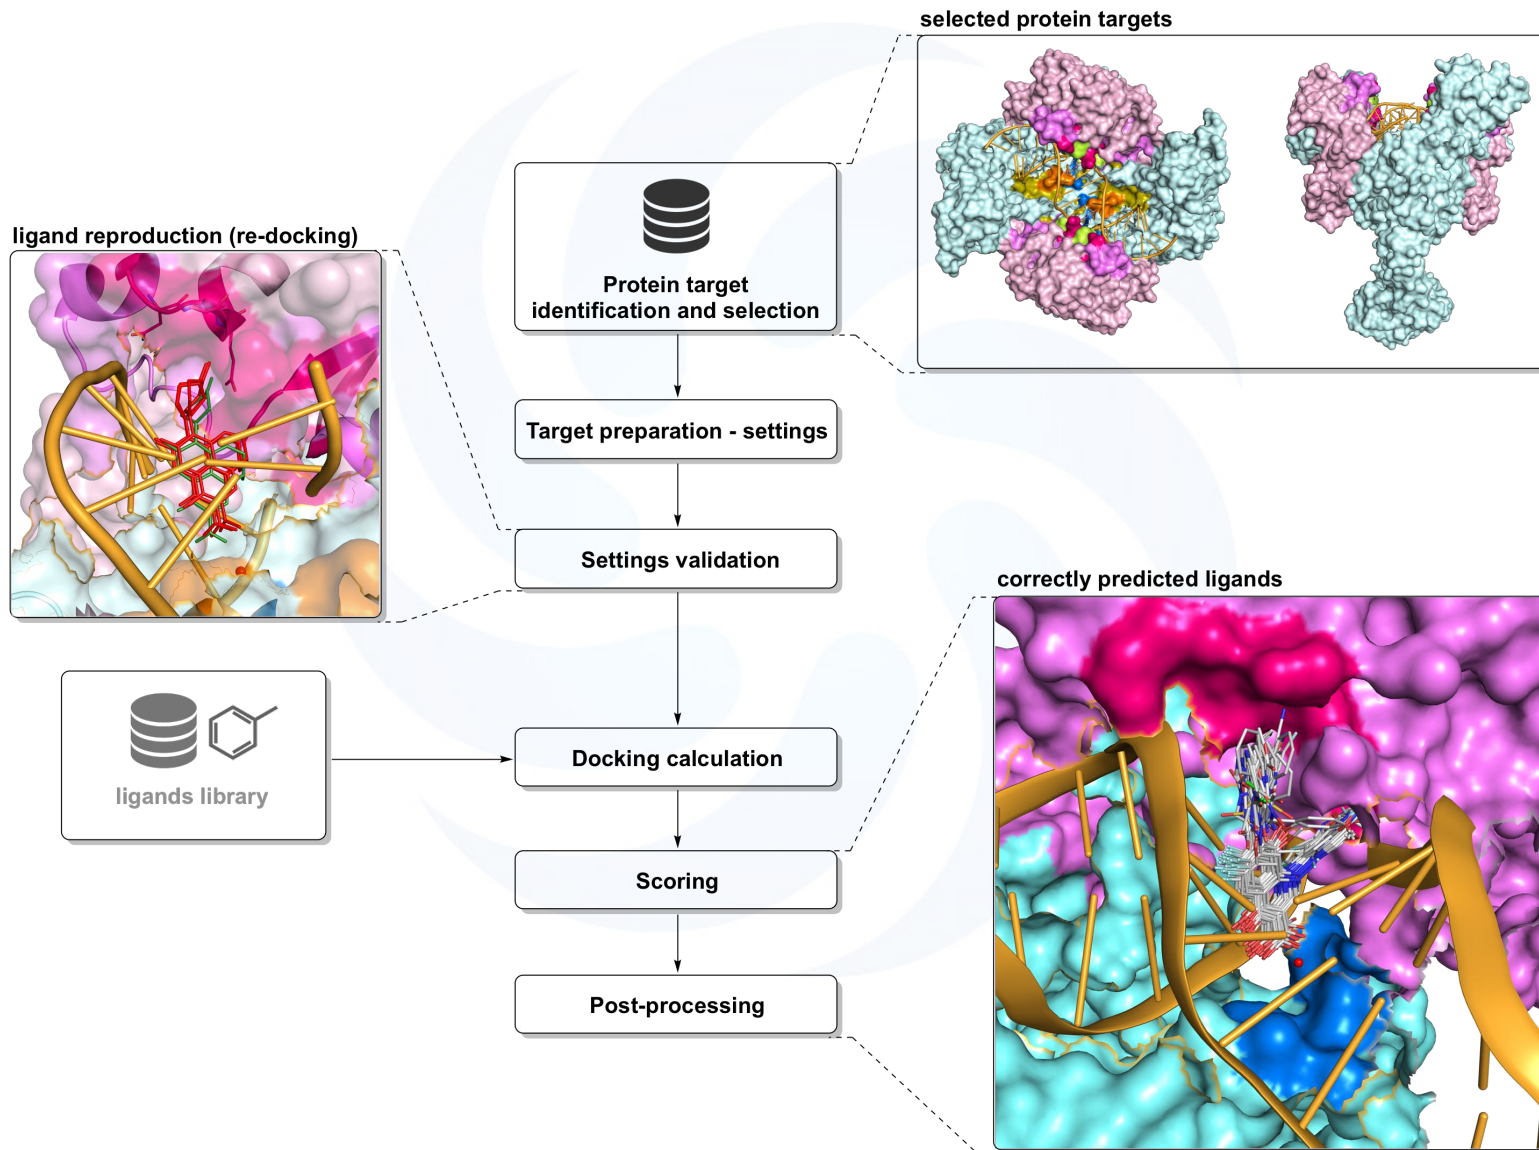 selected protein targets
Protein target
identification and selection
ligand reproduction (re-docking)
Target preparation - settings
Settings validation
correctly predicted ligands
ligands library
Docking calculation
Scoring
Post-processing